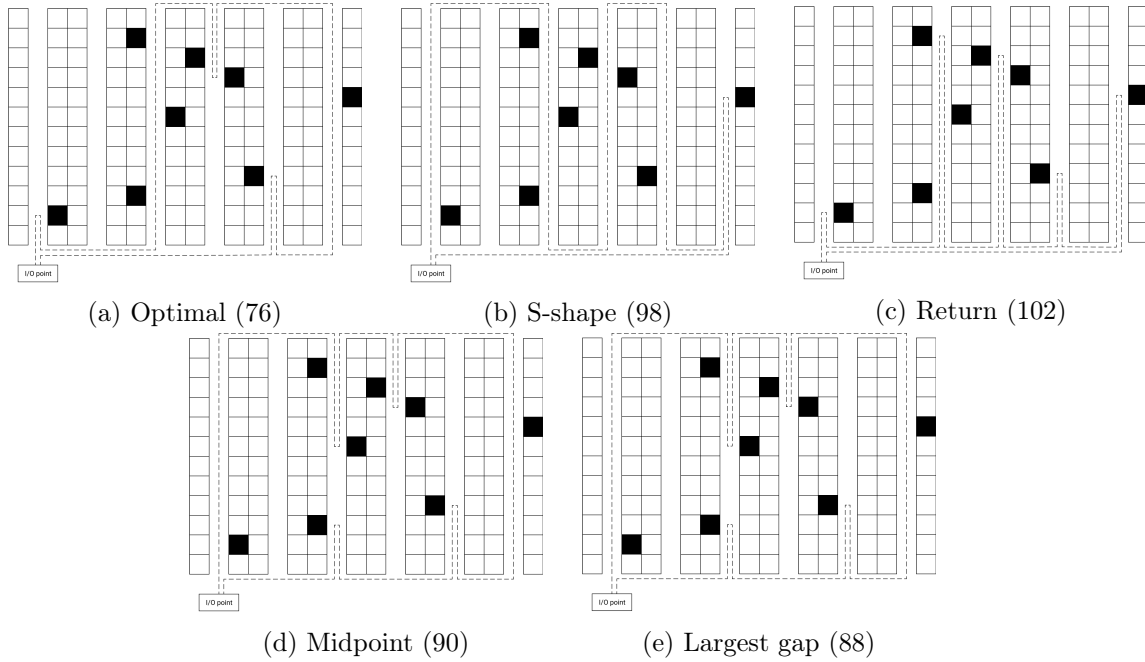 I/O point
I/O point
I/O point
(a) Optimal (76)
(b) S-shape (98)
(c) Return (102)
I/O point
I/O point
(d) Midpoint (90)
(e) Largest gap (88)